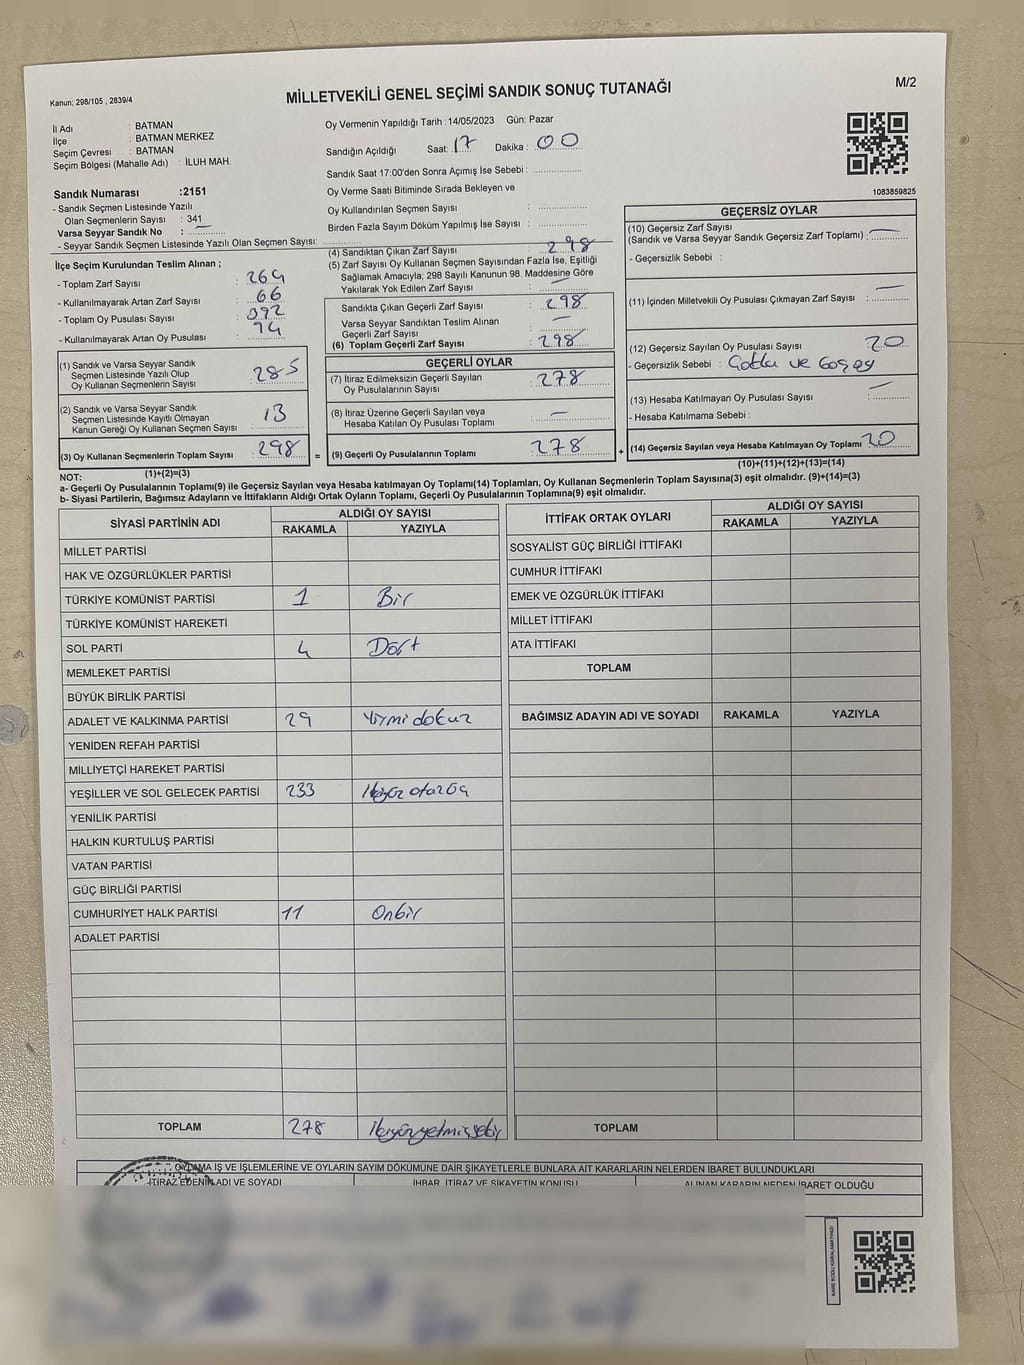 Kanun; 298/105 , 2839/4
MİLLETVEKİLİ GENEL SEÇİMİ SANDIK SONUÇ TUTANAĞI
M/2
İl Adı : BATMAN
İlçe : BATMAN MERKEZ
Seçim Çevresi : BATMAN
Seçim Bölgesi (Mahalle Adı) : İLUH MAH.
Sandık Numarası :2151
- Sandık Seçmen Listesinde Yazılı
Olan Seçmenlerin Sayısı : 341
Varsa Seyyar Sandık No : —
- Seyyar Sandık Seçmen Listesinde Yazılı Olan Seçmen Sayısı:
İlçe Seçim Kurulundan Teslim Alınan ;
- Toplam Zarf Sayısı : 264
- Kullanılmayarak Artan Zarf Sayısı : 66
- Toplam Oy Pusulası Sayısı : 392
- Kullanılmayarak Artan Oy Pusulası : 94
(1) Sandık ve Varsa Seyyar Sandık
Seçmen Listesinde Yazılı Olup
Oy Kullanan Seçmenlerin Sayısı : 285
(2) Sandık ve Varsa Seyyar Sandık
Seçmen Listesinde Kayıtlı Olmayan
Kanun Gereği Oy Kullanan Seçmen Sayısı : 13
(3) Oy Kullanan Seçmenlerin Toplam Sayısı : 298
(1)+(2)=(3)
Oy Vermenin Yapıldığı Tarih :14/05/2023 Gün: Pazar
Sandığın Açıldığı Saat: 17 Dakika : 00
Sandık Saat 17:00'den Sonra Açımış İse Sebebi :
Oy Verme Saati Bitiminde Sırada Bekleyen ve
Oy Kullandırılan Seçmen Sayısı :
Birden Fazla Sayım Döküm Yapılmış İse Sayısı :
(4) Sandıktan Çıkan Zarf Sayısı : 298
(5) Zarf Sayısı Oy Kullanan Seçmen Sayısından Fazla İse, Eşitliği
Sağlamak Amacıyla; 298 Sayılı Kanunun 98. Maddesine Göre
Yakılarak Yok Edilen Zarf Sayısı : —
Sandıkta Çıkan Geçerli Zarf Sayısı : 298
Varsa Seyyar Sandıktan Teslim Alınan
Geçerli Zarf Sayısı : —
(6) Toplam Geçerli Zarf Sayısı : 298
GEÇERLİ OYLAR
(7) İtiraz Edilmeksizin Geçerli Sayılan
Oy Pusulalarının Sayısı : 278
(8) İtiraz Üzerine Geçerli Sayılan veya
Hesaba Katılan Oy Pusulası Toplamı : —
= (9) Geçerli Oy Pusulalarının Toplamı : 278
1083859825
GEÇERSİZ OYLAR
(10) Geçersiz Zarf Sayısı
(Sandık ve Varsa Seyyar Sandık Geçersiz Zarf Toplamı) : —
- Geçersizlik Sebebi :
(11) İçinden Milletvekili Oy Pusulası Çıkmayan Zarf Sayısı : —
(12) Geçersiz Sayılan Oy Pusulası Sayısı : 20
- Geçersizlik Sebebi :
(13) Hesaba Katılmayan Oy Pusulası Sayısı : —
- Hesaba Katılmama Sebebi :
+ (14) Geçersiz Sayılan veya Hesaba Katılmayan Oy Toplamı : 20
(10)+(11)+(12)+(13)=(14)
NOT:
a- Geçerli Oy Pusulaları Toplamı(9) ile Geçersiz Sayılan veya Hesaba katılmayan Oy Toplamı(14) Toplamları, Oy Kullanan Seçmenlerin Toplam Sayısına(3) eşit olmalıdır. (9)+(14)=(3)
b- Siyasi Partilerin, Bağımsız Adayların ve İttifakların Aldığı Ortak Oyların Toplamı, Geçerli Oy Pusulalarının Toplamına(9) eşit olmalıdır.
SİYASİ PARTİNİN ADI ALDIĞI OY SAYISI
RAKAMLA YAZIYLA
MİLLET PARTİSİ
HAK VE ÖZGÜRLÜKLER PARTİSİ
TÜRKİYE KOMÜNİST PARTİSİ 1 Bir
TÜRKİYE KOMÜNİST HAREKETİ
SOL PARTİ 4 Dört
MEMLEKET PARTİSİ
BÜYÜK BİRLİK PARTİSİ
ADALET VE KALKINMA PARTİSİ 29 Yirmi dokuz
YENİDEN REFAH PARTİSİ
MİLLİYETÇİ HAREKET PARTİSİ
YEŞİLLER VE SOL GELECEK PARTİSİ 233 İkiyüz otuz üç
YENİLİK PARTİSİ
HALKIN KURTULUŞ PARTİSİ
VATAN PARTİSİ
GÜÇ BİRLİĞİ PARTİSİ
CUMHURİYET HALK PARTİSİ 11 Onbir
ADALET PARTİSİ
TOPLAM 278
İTTİFAK ORTAK OYLARI ALDIĞI OY SAYISI
RAKAMLA YAZIYLA
SOSYALİST GÜÇ BİRLİĞİ İTTİFAKI
CUMHUR İTTİFAKI
EMEK VE ÖZGÜRLÜK İTTİFAKI
MİLLET İTTİFAKI
ATA İTTİFAKI
TOPLAM
BAĞIMSIZ ADAYIN ADI VE SOYADI RAKAMLA YAZIYLA
TOPLAM
OYLAMA İŞ VE İŞLEMLERİNE VE OYLARIN SAYIM DÖKÜMÜNE DAİR ŞİKAYETLERLE BUNLARA AİT KARARLARIN NELERDEN İBARET BULUNDUKLARI
İTİRAZ EDENİN ADI VE SOYADI İHBAR, İTİRAZ VE ŞİKAYETİN KONUSU ALINAN KARARIN NEDEN İBARET OLDUĞU